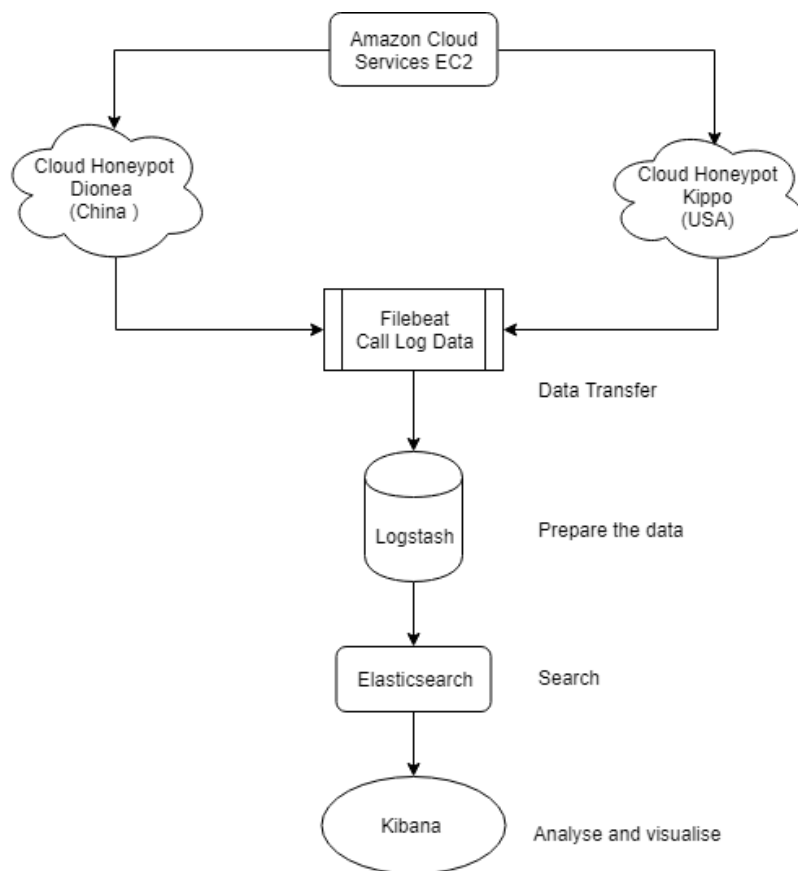 Amazon Cloud
Services EC2
Cloud Honeypot
Dionea
(China )
Cloud Honeypot
Kippo
(USA)
Filebeat
Call Log Data
Data Transfer
Logstash
Prepare the data
Elasticsearch
Search
Kibana
Analyse and visualise